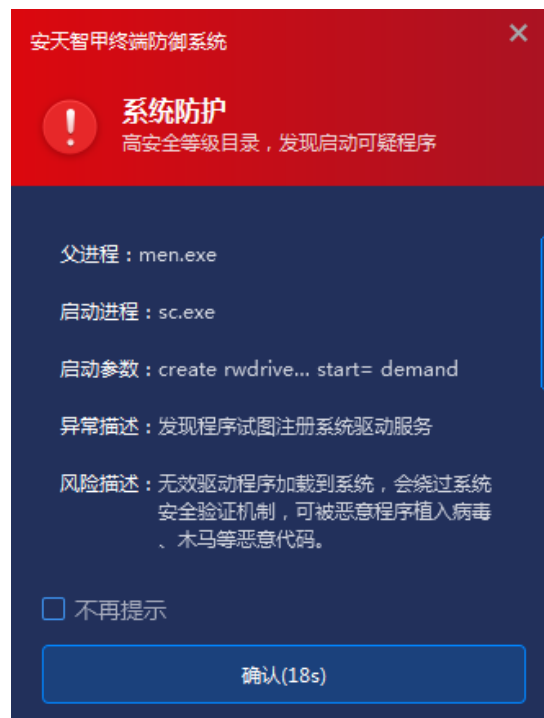 安天智甲终端防御系统
系统防护
高安全等级目录，发现启动可疑程序
父进程：men.exe
启动进程：sc.exe
启动参数：create rwdrive... start= demand
异常描述：发现程序试图注册系统驱动服务
风险描述：无效驱动程序加载到系统，会绕过系统
安全验证机制，可被恶意程序植入病毒
、木马等恶意代码。
不再提示
确认(18s)